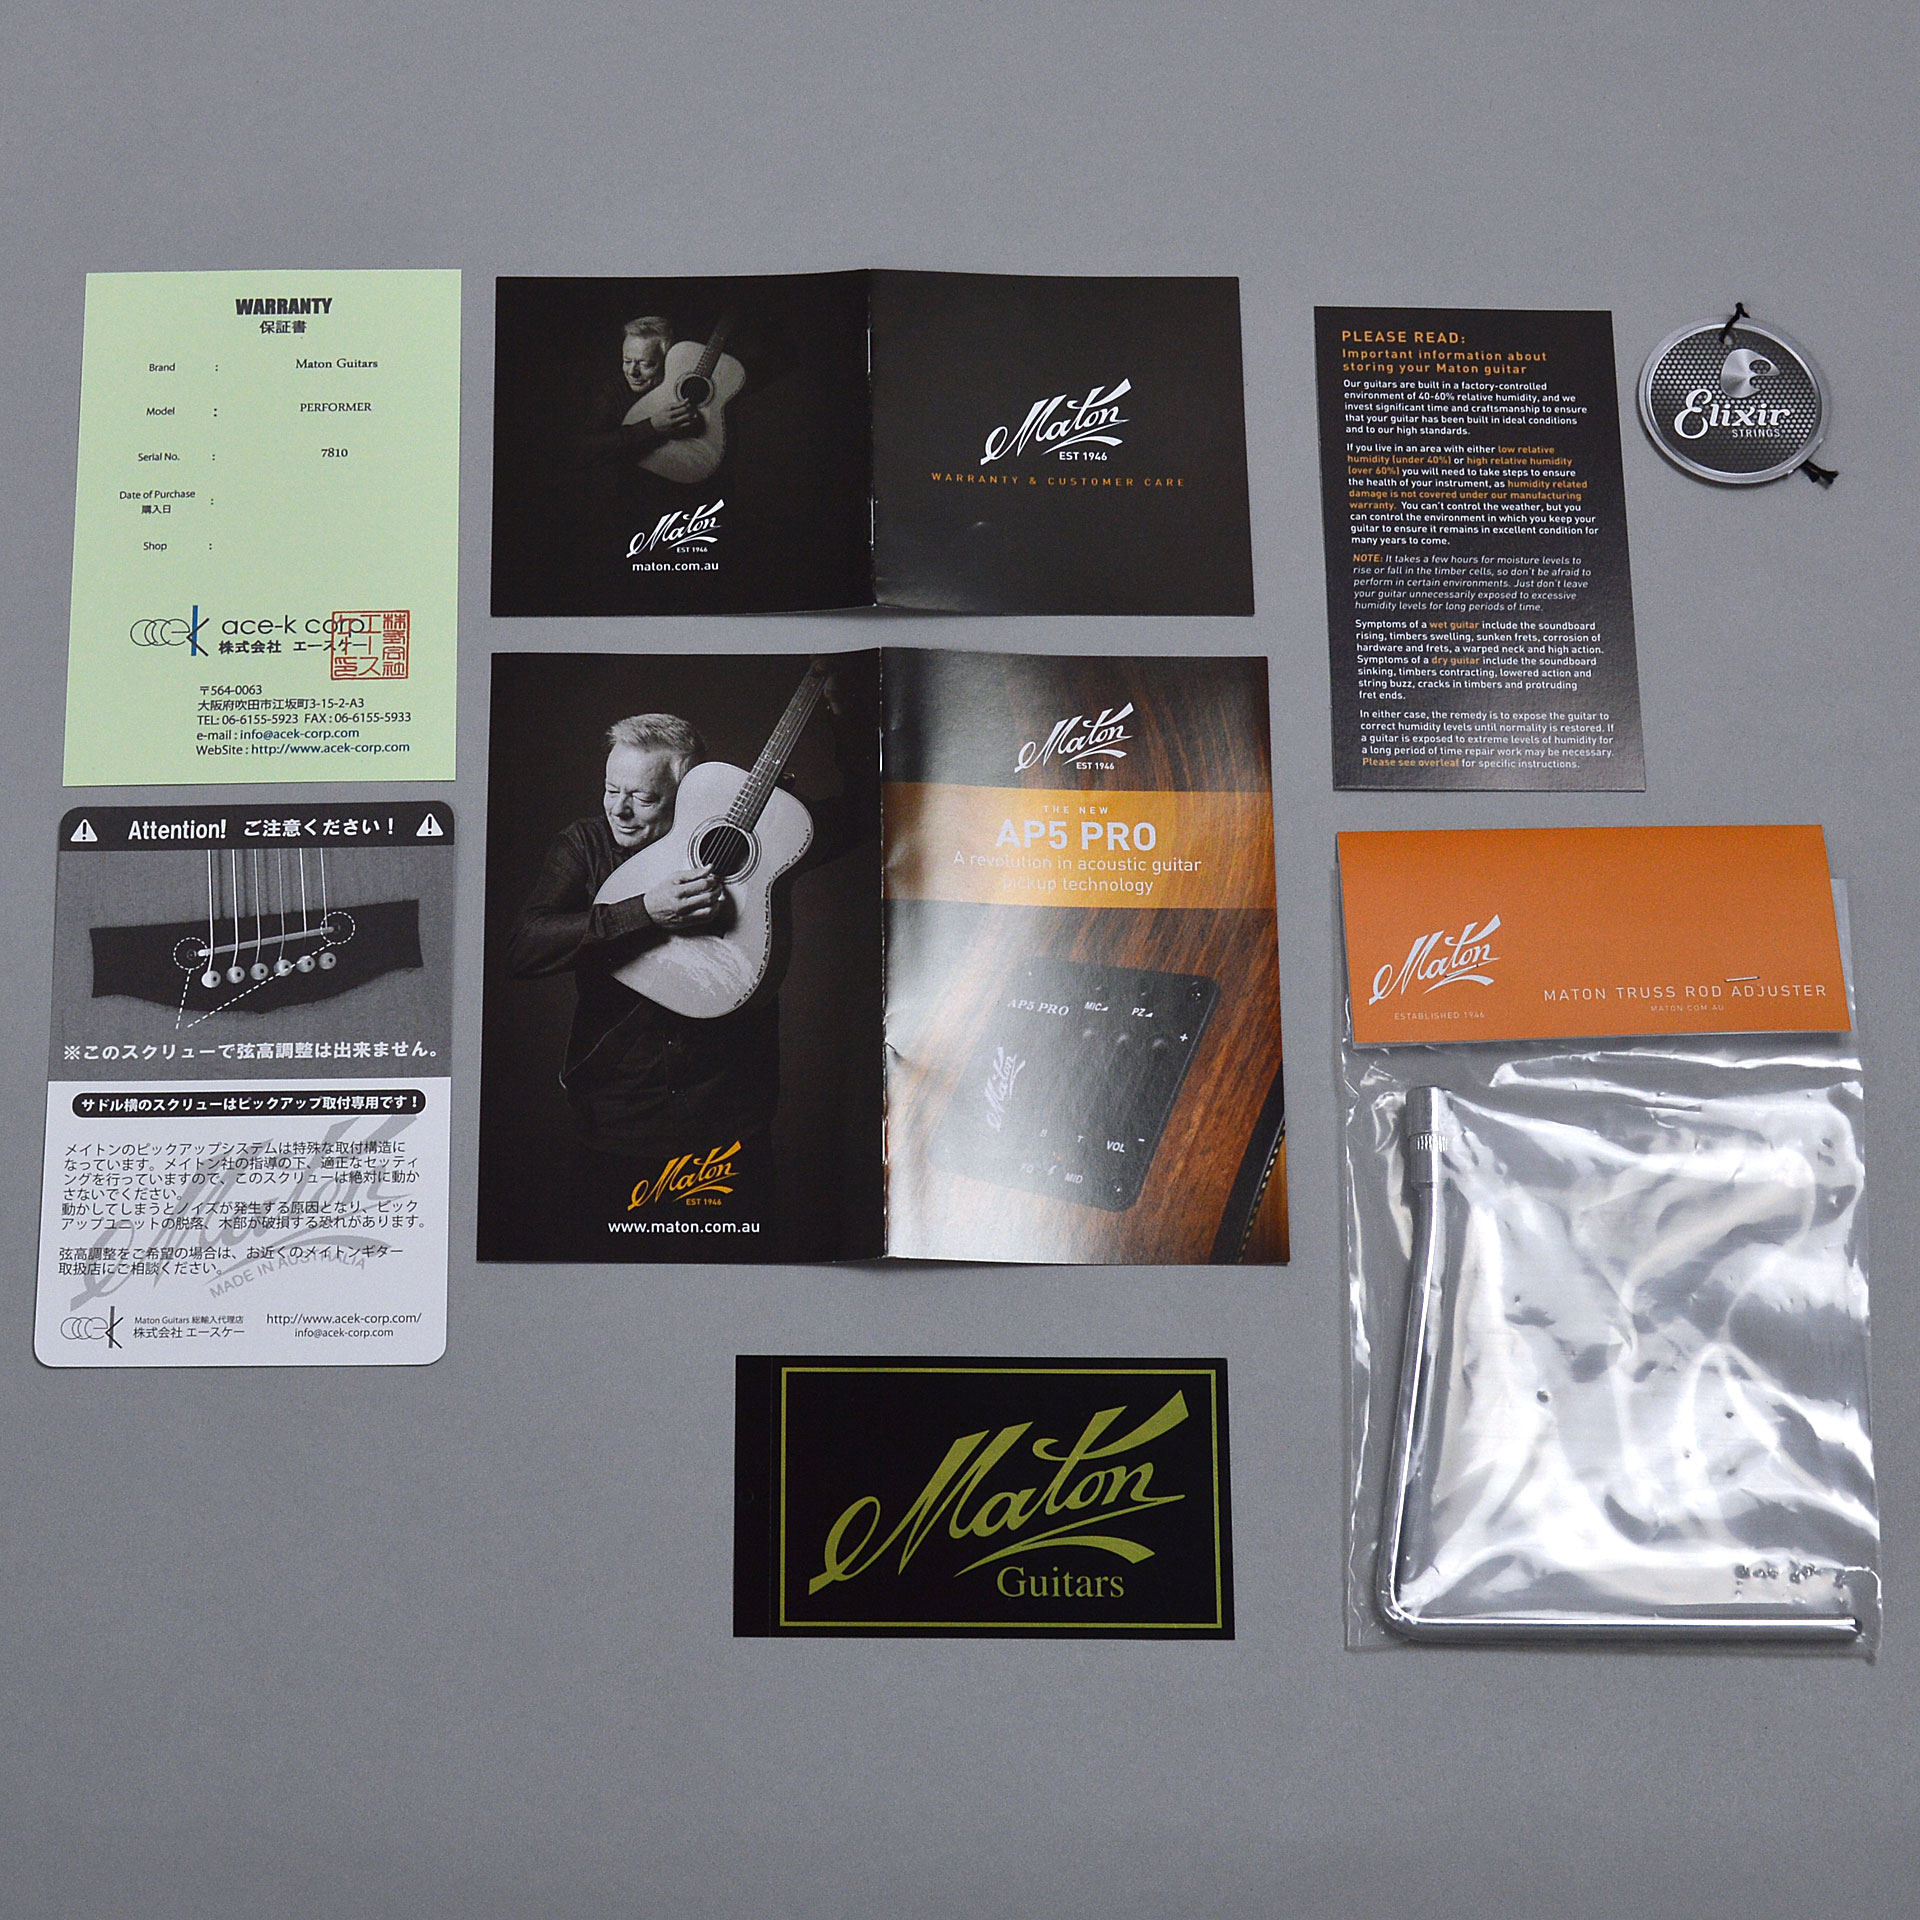 WARRANTY
保証書
Brand : Maton Guitars
Model : PERFORMER
Serial No. : 7810
Date of Purchase :
購入日
Shop :
ace-k corp
株式会社 エースケー
〒564-0063
大阪府吹田市江坂町3-15-2-A3
TEL: 06-6155-5923 FAX : 06-6155-5933
e-mail : info@acek-corp.com
WebSite : http://www.acek-corp.com
Attention! ご注意ください！
※このスクリューで弦高調整は出来ません。
サドル横のスクリューはピックアップ取付専用です！
メイトンのピックアップシステムは特殊な取付構造に
なっています。メイトン社の指導の下、適正なセッティ
ングを行っていますので、このスクリューは絶対に動か
さないでください。
動かしてしまうとノイズが発生する原因となり、ピック
アップユニットの脱落、木部が破損する恐れがあります。
弦高調整をご希望の場合は、お近くのメイトンギター
取扱店にご相談ください。
MADE IN AUSTRALIA
Maton Guitars 総輸入代理店
株式会社 エースケー
http://www.acek-corp.com/
info@acek-corp.com
Maton
EST 1946
maton.com.au
Maton
EST 1946
WARRANTY & CUSTOMER CARE
Maton
EST 1946
www.maton.com.au
Maton
EST 1946
THE NEW
AP5 PRO
A revolution in acoustic guitar
pickup technology
AP5 PRO MIC PZ
+
Maton
B T VOL -
MID
Maton
Guitars
PLEASE READ:
Important information about
storing your Maton guitar
Our guitars are built in a factory-controlled
environment of 40-60% relative humidity, and we
invest significant time and craftsmanship to ensure
that your guitar has been built in ideal conditions
and to our high standards.
If you live in an area with either low relative
humidity (under 40%) or high relative humidity
(over 60%) you will need to take steps to ensure
the health of your instrument, as humidity related
damage is not covered under our manufacturing
warranty. You can't control the weather, but you
can control the environment in which you keep your
guitar to ensure it remains in excellent condition for
many years to come.
NOTE: It takes a few hours for moisture levels to
rise or fall in the timber cells, so don't be afraid to
perform in certain environments. Just don't leave
your guitar unnecessarily exposed to excessive
humidity levels for long periods of time.
Symptoms of a wet guitar include the soundboard
rising, timbers swelling, sunken frets, corrosion of
hardware and frets, a warped neck and high action.
Symptoms of a dry guitar include the soundboard
sinking, timbers contracting, lowered action and
string buzz, cracks in timbers and protruding
fret ends.
In either case, the remedy is to expose the guitar to
correct humidity levels until normality is restored. If
a guitar is exposed to extreme levels of humidity for
a long period of time repair work may be necessary.
Please see overleaf for specific instructions.
Elixir
STRINGS
Maton
ESTABLISHED 1946
MATON TRUSS ROD ADJUSTER
MATON.COM.AU